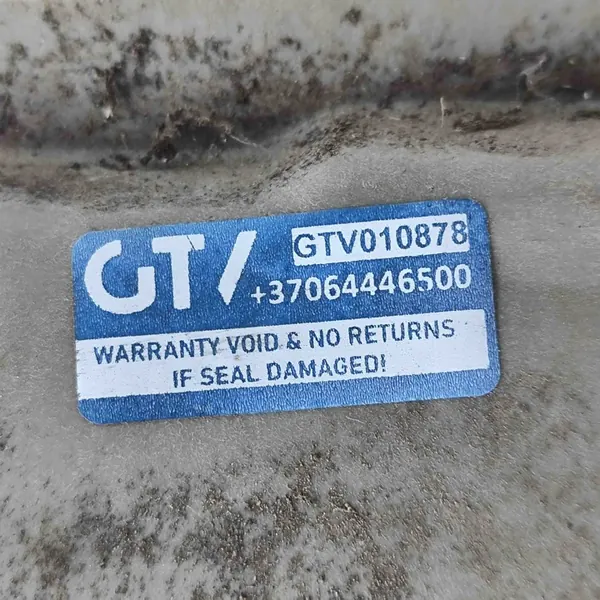 GTV
GTV010878
+37064446500
WARRANTY VOID & NO RETURNS
IF SEAL DAMAGED!